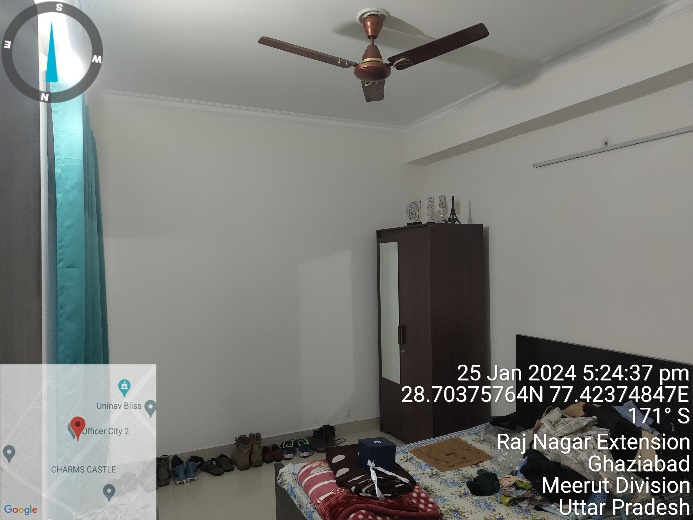 S
E
W
N
25 Jan 2024 5:24:37 pm
28.70375764N 77.42374847E
171° S
Raj Nagar Extension
Ghaziabad
Meerut Division
Uttar Pradesh
Uninav Bliss
Officer City 2
CHARMS CASTLE
Google